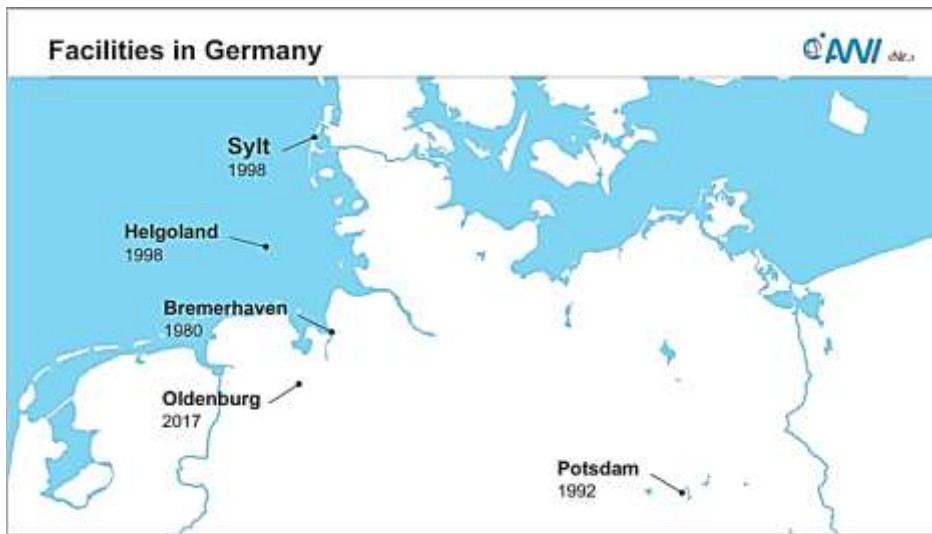 Facilities in Germany
AWI
Sylt
1998
Helgoland
1998
Bremerhaven
1980
Oldenburg
2017
Potsdam
1992